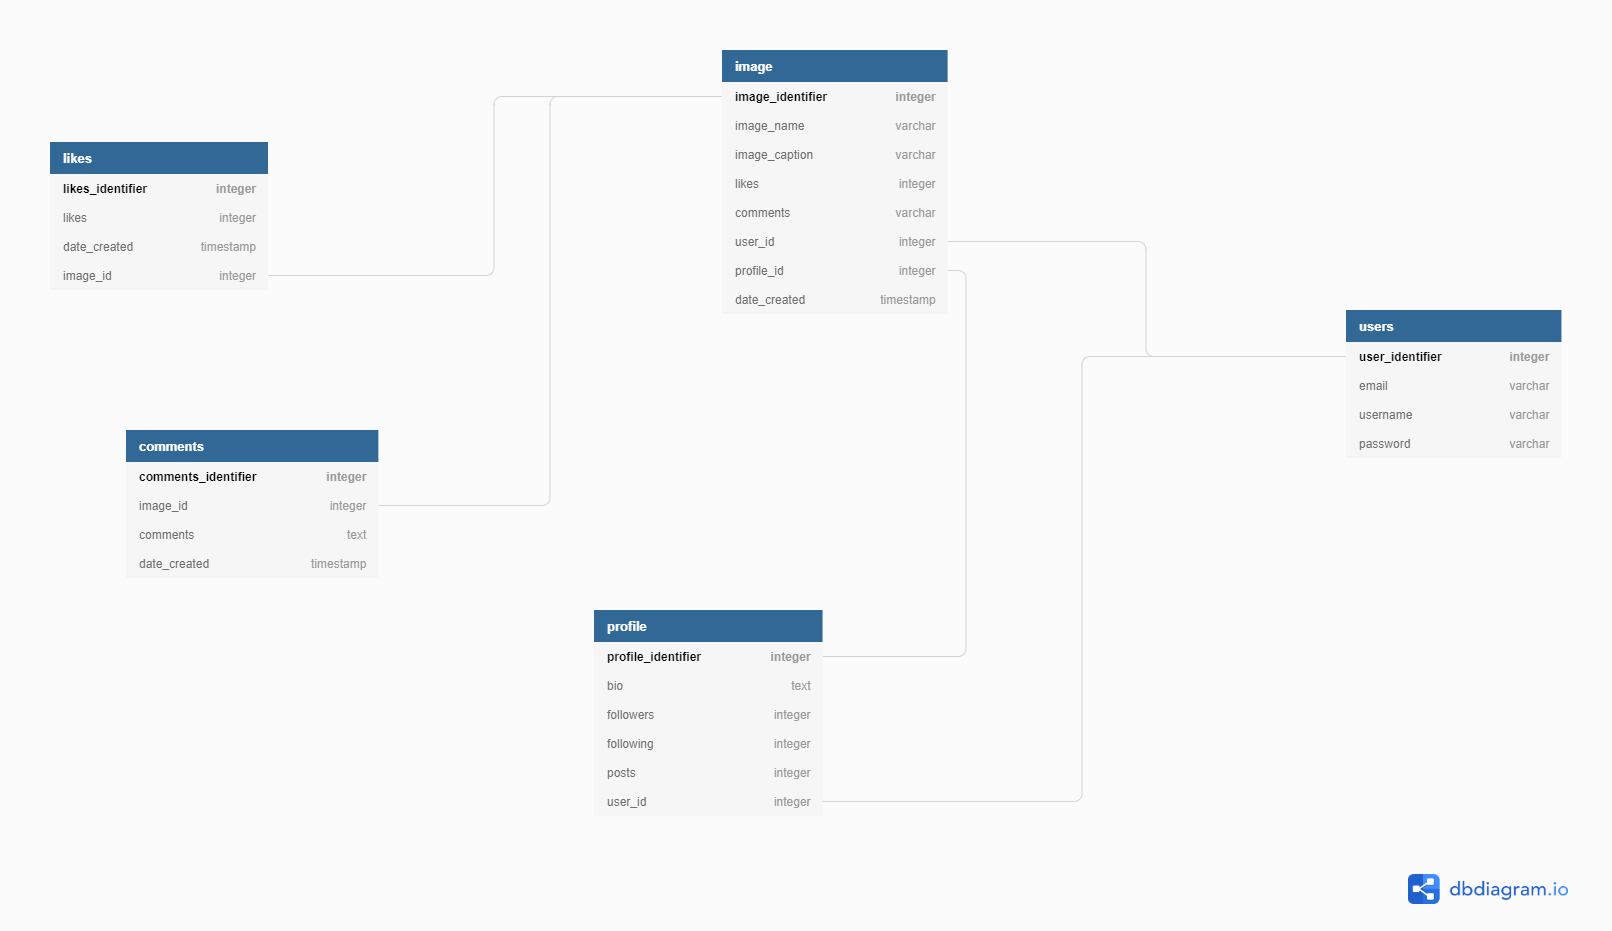 image
image_identifier integer
image_name varchar
image_caption varchar
likes integer
comments varchar
user_id integer
profile_id integer
date_created timestamp
likes
likes_identifier integer
likes integer
date_created timestamp
image_id integer
users
user_identifier integer
email varchar
username varchar
password varchar
comments
comments_identifier integer
image_id integer
comments text
date_created timestamp
profile
profile_identifier integer
bio text
followers integer
following integer
posts integer
user_id integer
dbdiagram.io